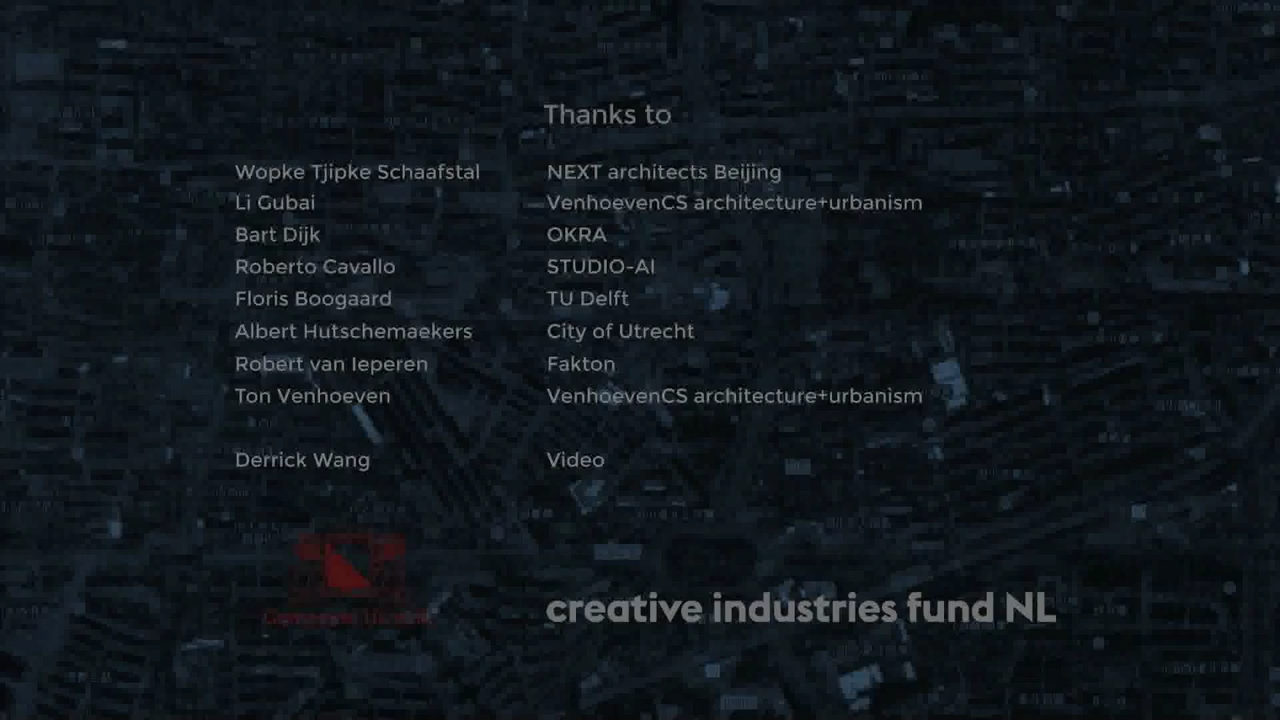 Thanks to
Wopke Tjipke Schaafstal NEXT architects Beijing
Li Gubai VenhoevenCS architecture+urbanism
Bart Dijk OKRA
Roberto Cavallo STUDIO-AI
Floris Boogaard TU Delft
Albert Hutschemaekers City of Utrecht
Robert van Ieperen Fakton
Ton Venhoeven VenhoevenCS architecture+urbanism
Derrick Wang Video
creative industries fund NL